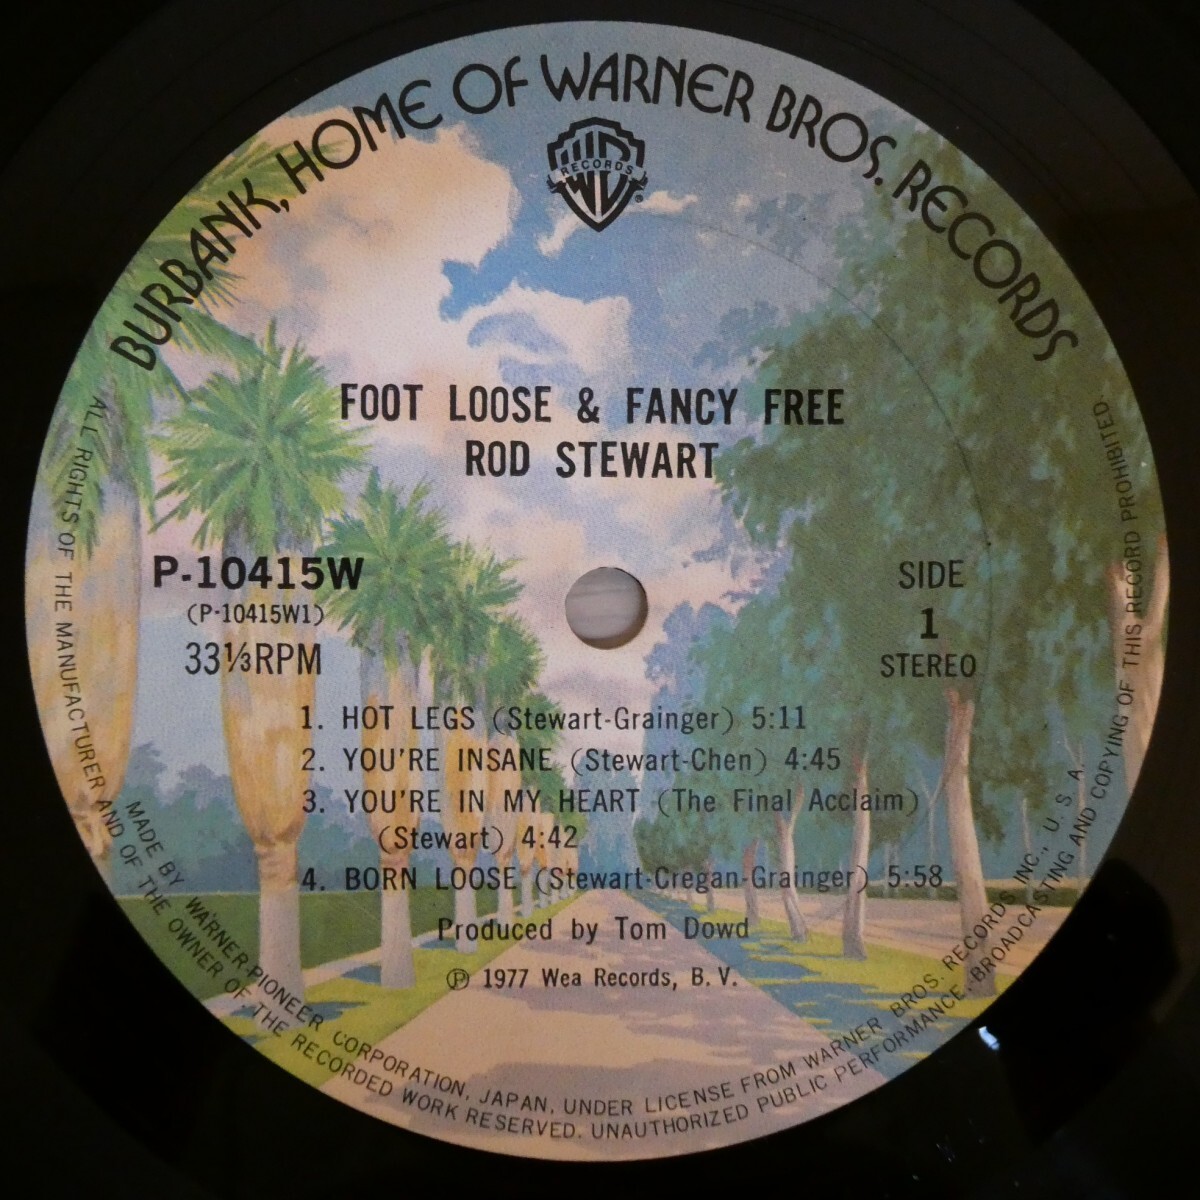 BURBANK, HOME OF WARNER BROS. RECORDS
W
RECORDS
®
FOOT LOOSE & FANCY FREE
ROD STEWART
P-10415W
(P-10415W1)
33⅓RPM
SIDE
1
STEREO
1. HOT LEGS (Stewart-Grainger) 5:11
2. YOU'RE INSANE (Stewart-Chen) 4:45
3. YOU'RE IN MY HEART (The Final Acclaim)
(Stewart) 4:42
4. BORN LOOSE (Stewart-Cregan-Grainger) 5:58
Produced by Tom Dowd
Ⓟ 1977 Wea Records, B. V.
MADE BY WARNER-PIONEER CORPORATION, JAPAN, UNDER LICENSE FROM WARNER BROS. RECORDS INC., U. S. A.
ALL RIGHTS OF THE MANUFACTURER AND OF THE OWNER OF THE RECORDED WORK RESERVED. UNAUTHORIZED PUBLIC PERFORMANCE, BROADCASTING AND COPYING OF THIS RECORD PROHIBITED.